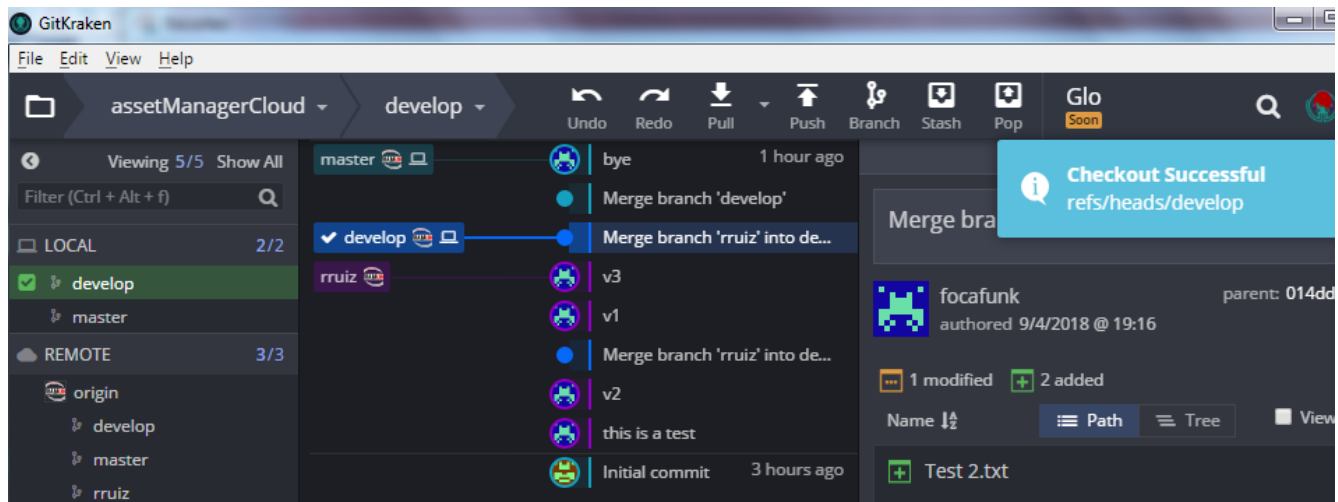 GitKraken
File Edit View Help
assetManagerCloud develop Undo Redo Pull Push Branch Stash Pop Glo Soon
Viewing 5/5 Show All
Filter (Ctrl + Alt + f)
LOCAL 2/2
develop
master
REMOTE 3/3
origin
develop
master
rruiz
master bye 1 hour ago
Merge branch 'develop'
develop Merge branch 'rruiz' into de...
rruiz v3
v1
Merge branch 'rruiz' into de...
v2
this is a test
Initial commit 3 hours ago
Checkout Successful
refs/heads/develop
Merge bra
focafunk parent: 014dd
authored 9/4/2018 @ 19:16
1 modified 2 added
Name Path Tree View
Test 2.txt